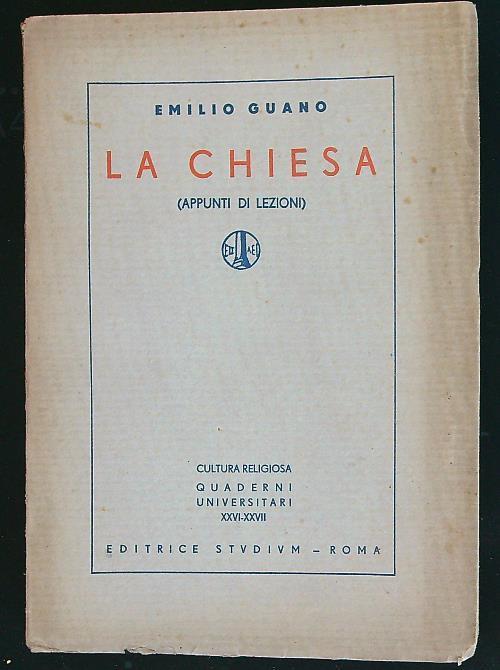 EMILIO GUANO
LA CHIESA
(APPUNTI DI LEZIONI)
CULTURA RELIGIOSA
QUADERNI
UNIVERSITARI
XXVI-XXVII
EDITRICE STVDIVM – ROMA